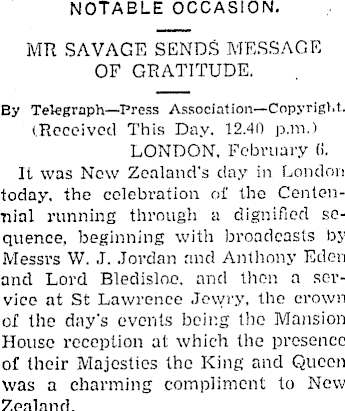 NOTABLE OCCASION.
MR SAVAGE SENDS MESSAGE
OF GRATITUDE.
By Telegraph—Press Association—Copyright.
(Received This Day, 12.40 p.m.)
LONDON, February 6.
It was New Zealand's day in London
today, the celebration of the Centen-
nial running through a dignified se-
quence, beginning with broadcasts by
Messrs W. J. Jordan and Anthony Eden
and Lord Bledisloe, and then a ser-
vice at St Lawrence Jewry, the crown
of the day's events being the Mansion
House reception at which the presence
of their Majesties the King and Queen
was a charming compliment to New
Zealand.